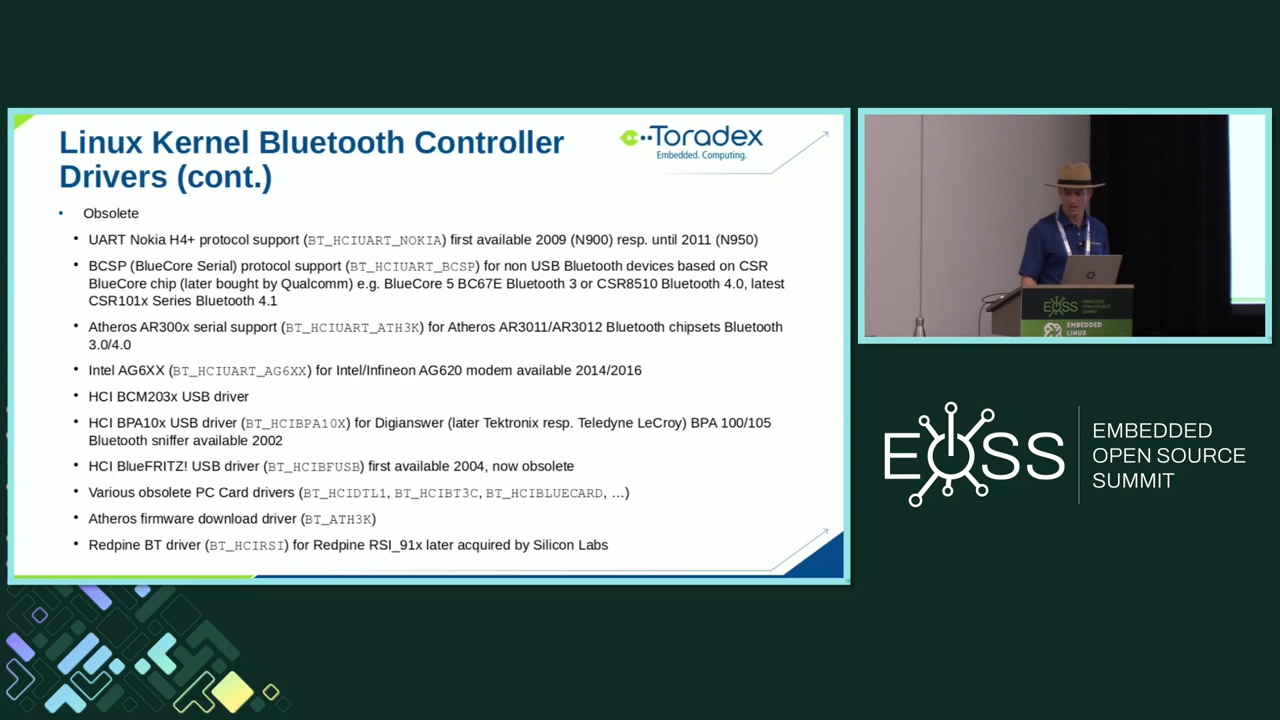 Linux Kernel Bluetooth Controller
Drivers (cont.)
Toradex
Embedded. Computing.
• Obsolete
• UART Nokia H4+ protocol support (BT_HCIUART_NOKIA) first available 2009 (N900) resp. until 2011 (N950)
• BCSP (BlueCore Serial) protocol support (BT_HCIUART_BCSP) for non USB Bluetooth devices based on CSR
BlueCore chip (later bought by Qualcomm) e.g. BlueCore 5 BC67E Bluetooth 3 or CSR8510 Bluetooth 4.0, latest
CSR101x Series Bluetooth 4.1
• Atheros AR300x serial support (BT_HCIUART_ATH3K) for Atheros AR3011/AR3012 Bluetooth chipsets Bluetooth
3.0/4.0
• Intel AG6XX (BT_HCIUART_AG6XX) for Intel/Infineon AG620 modem available 2014/2016
• HCI BCM203x USB driver
• HCI BPA10x USB driver (BT_HCIBPA10X) for Digianswer (later Tektronix resp. Teledyne LeCroy) BPA 100/105
Bluetooth sniffer available 2002
• HCI BlueFRITZ! USB driver (BT_HCIBFUSB) first available 2004, now obsolete
• Various obsolete PC Card drivers (BT_HCIDTL1, BT_HCIBT3C, BT_HCIBLUECARD, …)
• Atheros firmware download driver (BT_ATH3K)
• Redpine BT driver (BT_HCIRSI) for Redpine RSI_91x later acquired by Silicon Labs
EOSS
EMBEDDED
OPEN SOURCE
SUMMIT
EMBEDDED
LINUX
EOSS
EMBEDDED
OPEN SOURCE
SUMMIT